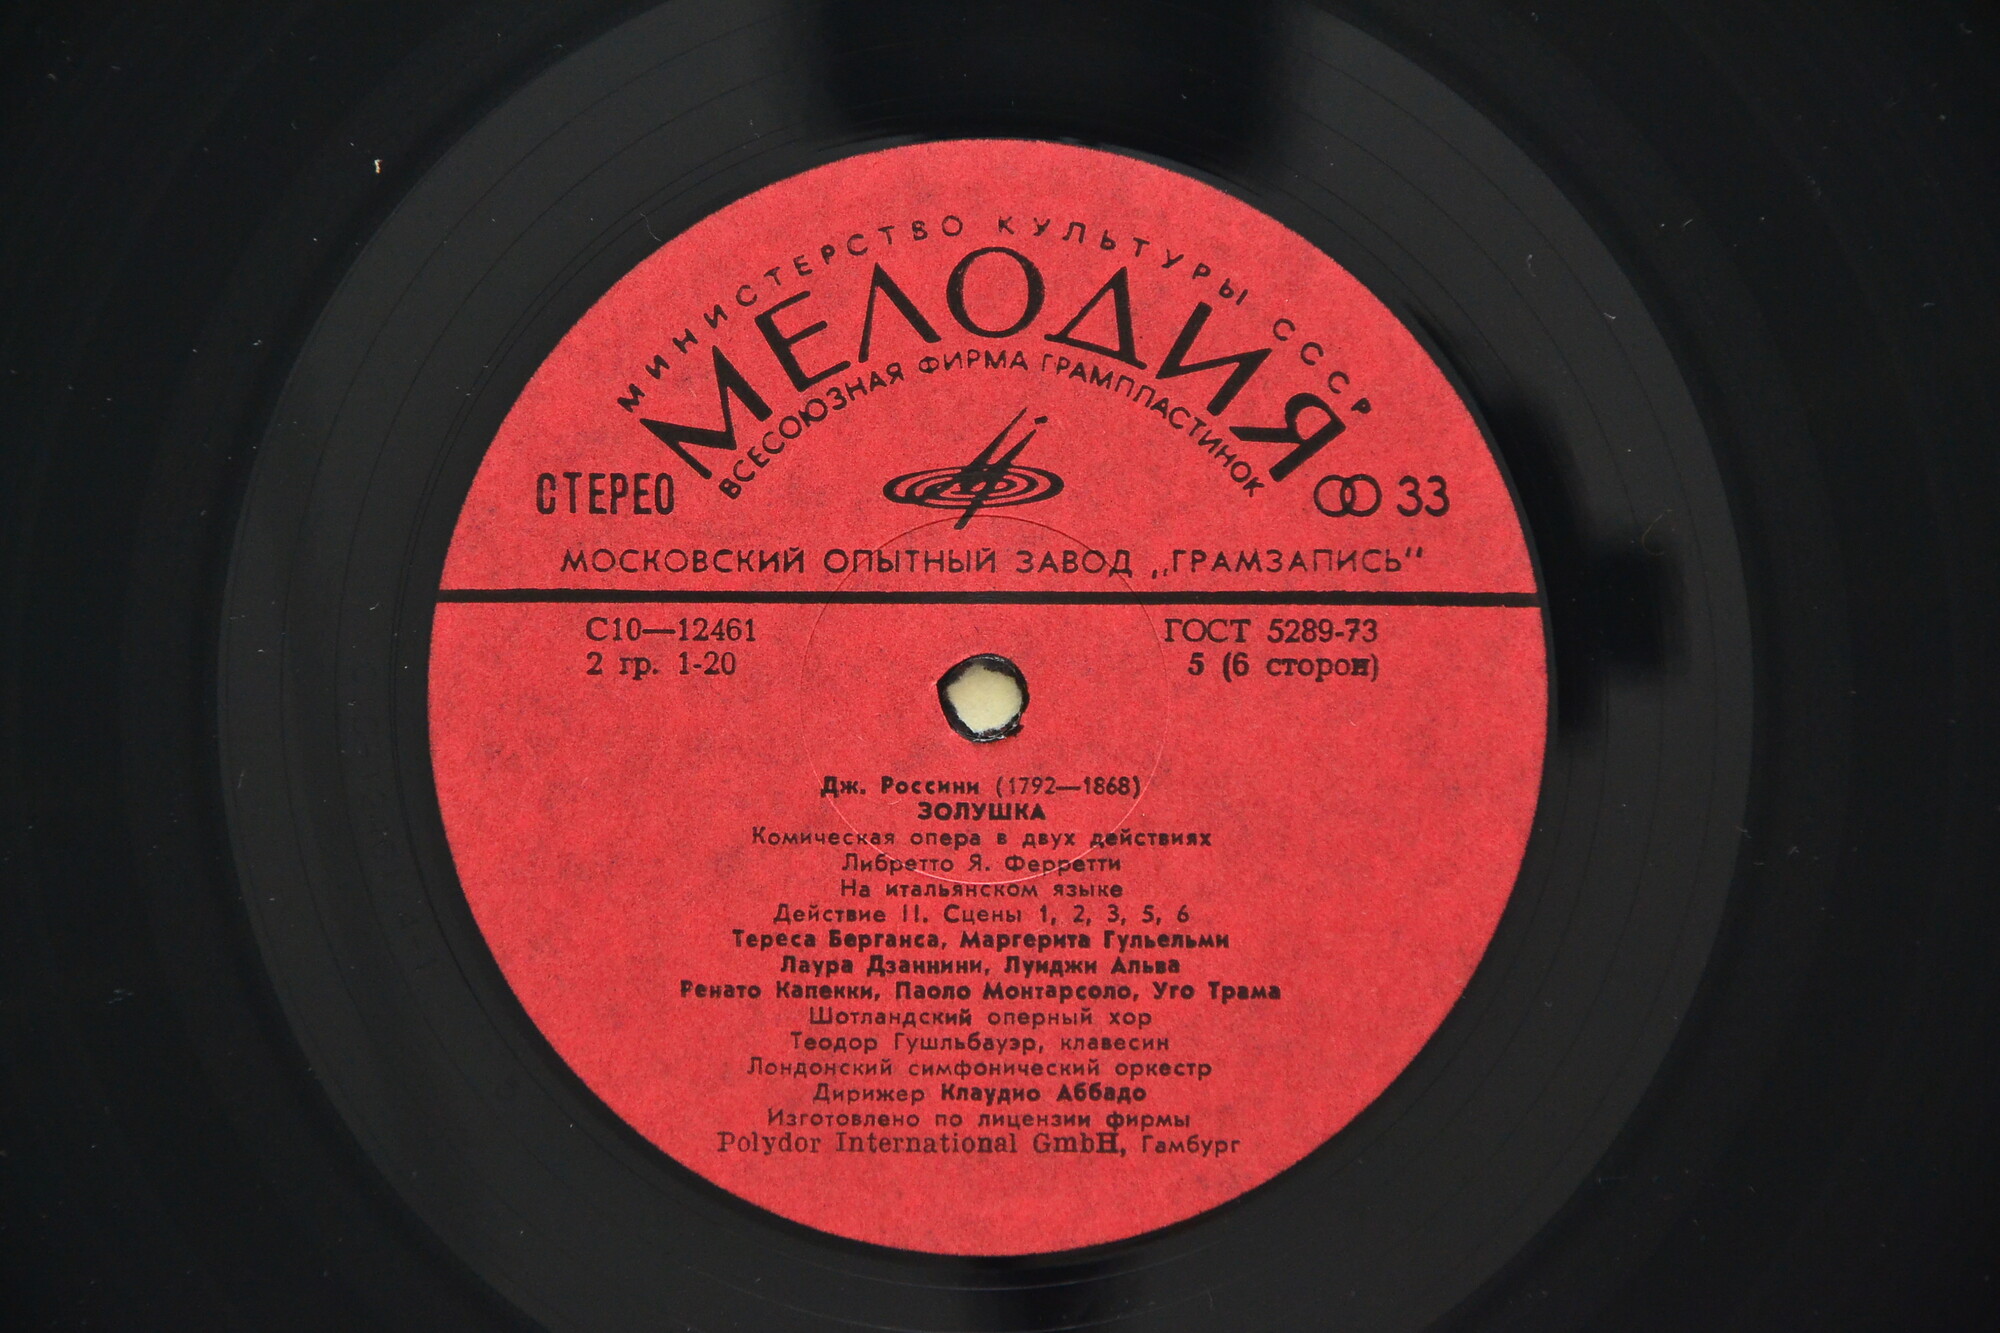 МИНИСТЕРСТВО КУЛЬТУРЫ СССР
МЕЛОДИЯ
ВСЕСОЮЗНАЯ ФИРМА ГРАМПЛАСТИНОК
СТЕРЕО
33
МОСКОВСКИЙ ОПЫТНЫЙ ЗАВОД „ГРАМЗАПИСЬ“
С10—12461
ГОСТ 5289-73
2 гр. 1-20
5 (6 сторон)
Дж. Россини (1792—1868)
ЗОЛУШКА
Комическая опера в двух действиях
Либретто Я. Ферретти
На итальянском языке
Действие II. Сцены 1, 2, 3, 5, 6
Тереса Берганса, Маргерита Гульельми
Лаура Дзаннини, Луиджи Альва
Ренато Капекки, Паоло Монтарсоло, Уго Трама
Шотландский оперный хор
Теодор Гушльбауэр, клавесин
Лондонский симфонический оркестр
Дирижер Клаудио Аббадо
Изготовлено по лицензии фирмы
Polydor International GmbH, Гамбург